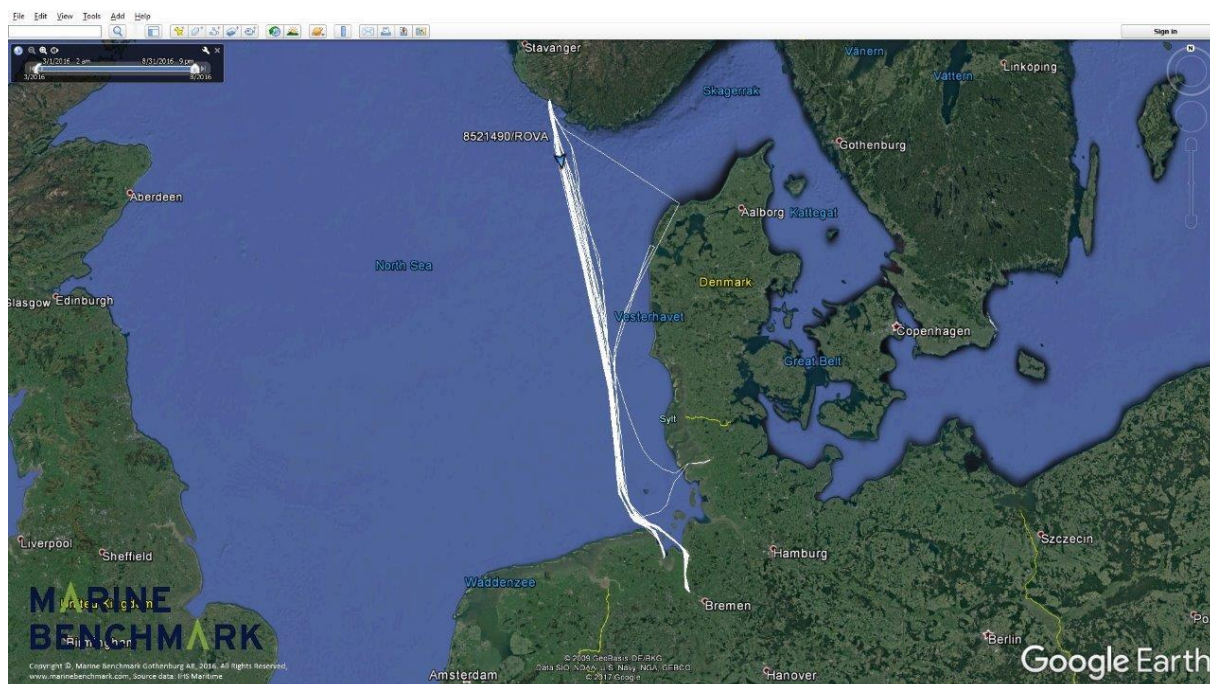 File Edit View Tools Add Help
Sign in
3/1/2016 2 am 8/31/2016 9 pm
3/2016 8/2016
N
Stavanger
Vänern
Vättern
Linköping
Skagerrak
8521490/ROVA
Gothenburg
Aberdeen
Aalborg
Kattegat
North Sea
Denmark
Glasgow
Edinburgh
Vesterhavet
Copenhagen
Great Belt
Sylt
Liverpool
Sheffield
Hamburg
Szczecin
Waddenzee
MARINE
BENCHMARK
United Kingdom
Birmingham
Bremen
Po
Berlin
Copyright ©, Marine Benchmark Gothenburg AB, 2016. All Rights Reserved,
www.marinebenchmark.com, Source data: IHS Maritime
Amsterdam
© 2009 GeoBasis-DE/BKG
Data SIO, NOAA, U.S. Navy, NGA, GEBCO
© 2017 Google
Hanover
Google Earth